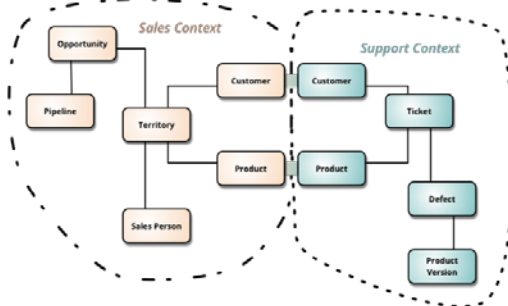 Sales Context
Opportunity
Support Context
Customer
Customer
Pipeline
Ticket
Territory
Product
Product
Defect
Sales Person
Product
Version